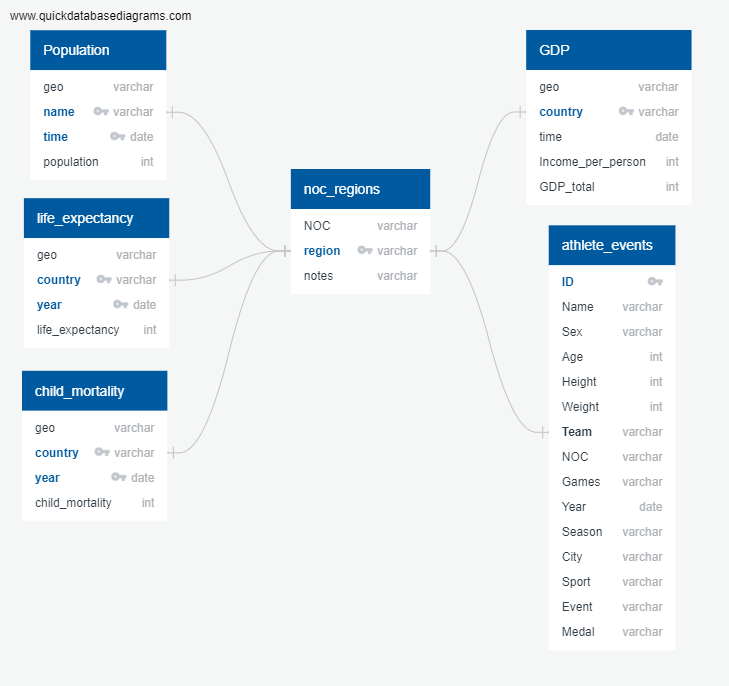 www.quickdatabasediagrams.com
Population
geo varchar
name varchar
time date
population int
life_expectancy
geo varchar
country varchar
year date
life_expectancy int
child_mortality
geo varchar
country varchar
year date
child_mortality int
noc_regions
NOC varchar
region varchar
notes varchar
GDP
geo varchar
country varchar
time date
Income_per_person int
GDP_total int
athlete_events
ID
Name varchar
Sex varchar
Age int
Height int
Weight int
Team varchar
NOC varchar
Games varchar
Year date
Season varchar
City varchar
Sport varchar
Event varchar
Medal varchar